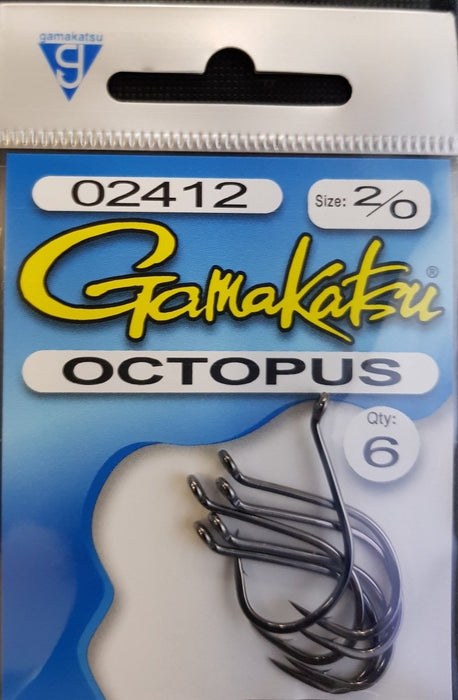 gamakatsu
g
02412
Size: 2/0
Gamakatsu®
OCTOPUS
Qty:
6